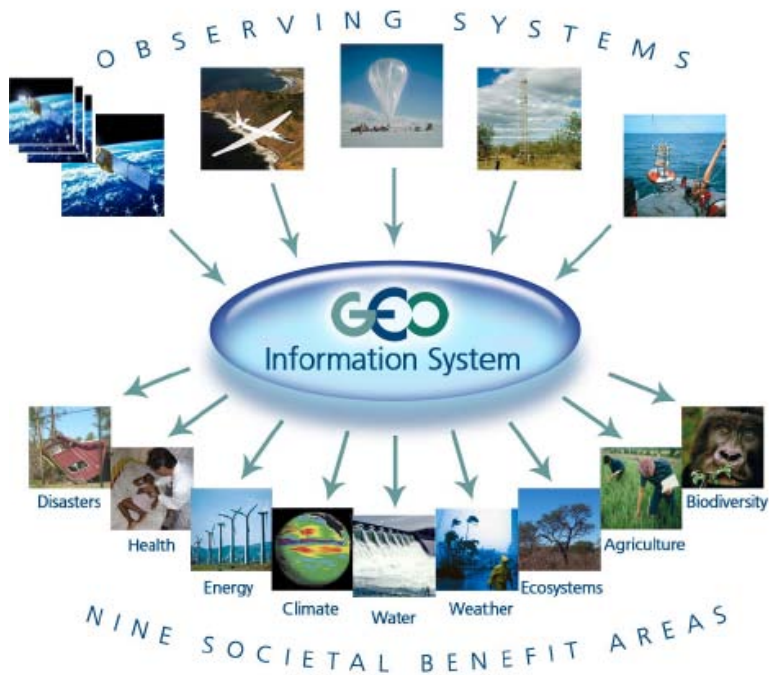 OBSERVING SYSTEMS
GEO
Information System
Disasters
Health
Energy
Climate
Water
Weather
Ecosystems
Agriculture
Biodiversity
NINE SOCIETAL BENEFIT AREAS